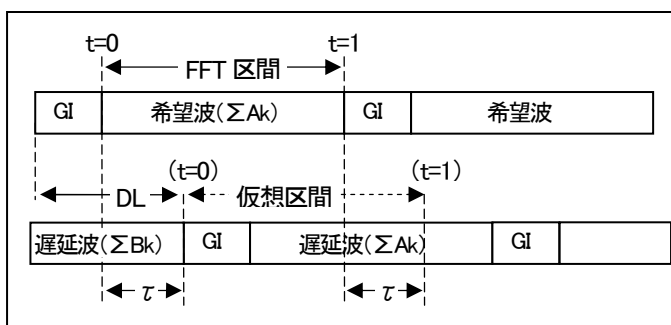 t=0 t=1
FFT 区間
GI 希望波(ΣAk) GI 希望波
(t=0) (t=1)
DL 仮想区間
遅延波(ΣBk) GI 遅延波(ΣAk) GI
τ τ